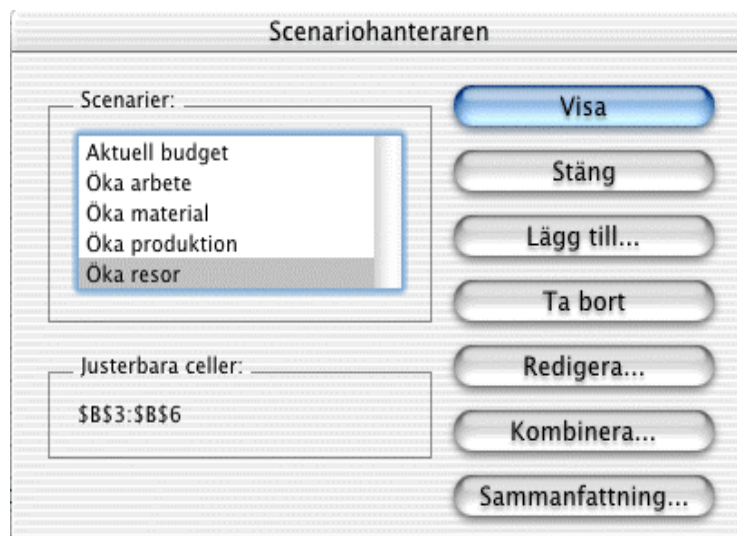 Scenariohanteraren
Scenarier:
Aktuell budget
Öka arbete
Öka material
Öka produktion
Öka resor
Justerbara celler:
$B$3:$B$6
Visa
Stäng
Lägg till...
Ta bort
Redigera...
Kombinera...
Sammanfattning...